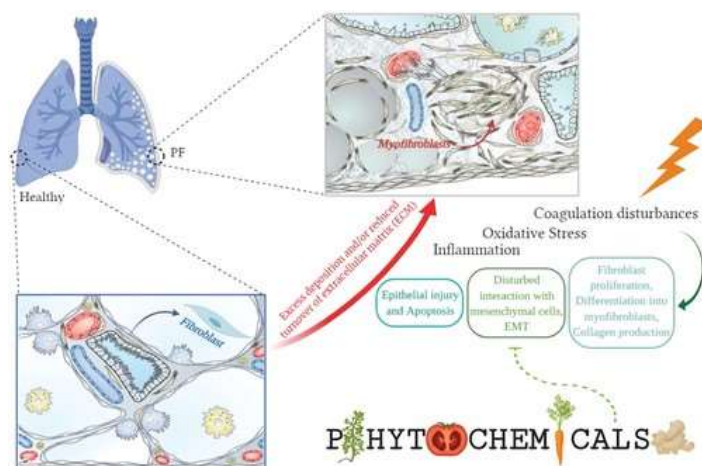 PF
Healthy
Myofibroblasts
Excess deposition and/or reduced
turnover of extracellular matrix (ECM)
Fibroblast
Coagulation disturbances
Oxidative Stress
Inflammation
Epithelial injury
and Apoptosis
Disturbed
interaction with
mesenchymal cells,
EMT
Fibroblast
proliferation,
Differentiation into
myofibroblasts,
Collagen production
PHYTOCHEMICALS